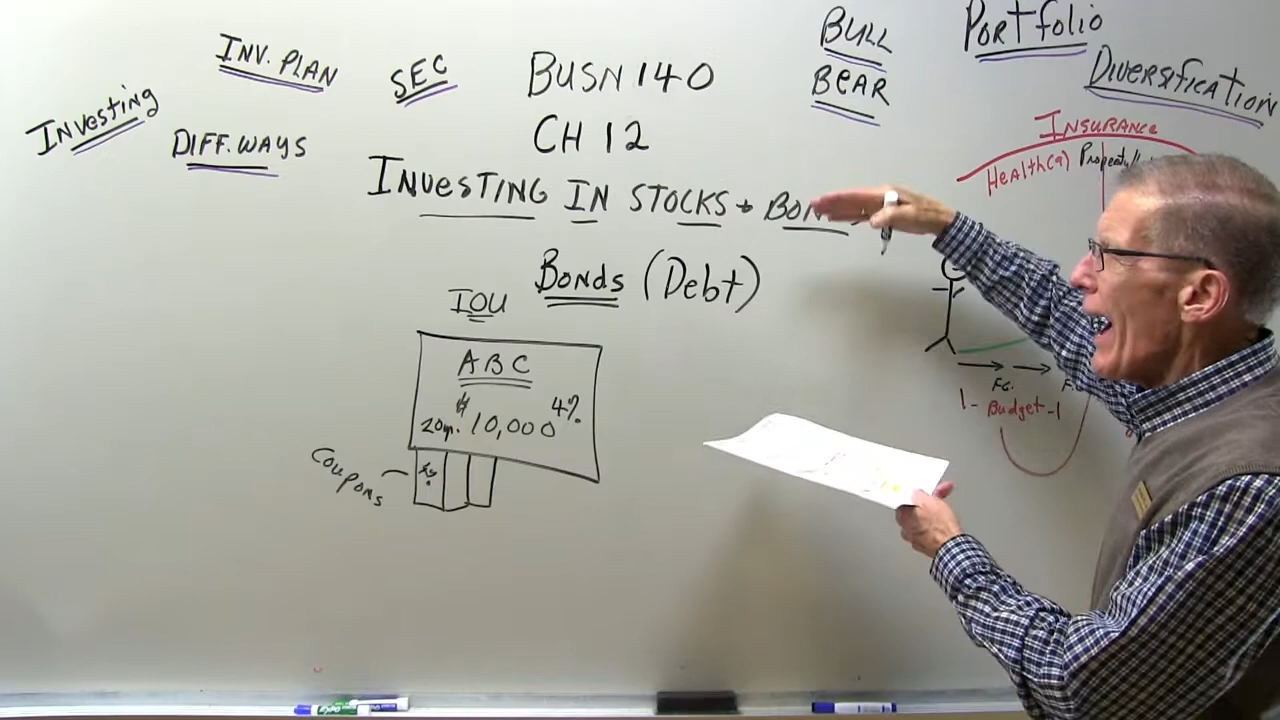 INV. PLAN
SEC
BUSN 140
BULL
BEAR
PORTfolio
DIVERSIFICATION
INVESTING
DIFF. WAYS
CH 12
INVESTING IN STOCKS + BON
INSURANCE
Health(9)
BONDS (Debt)
IOU
ABC
20yr. $10,000 4%
Coupons
F.G.
|- Budget -|